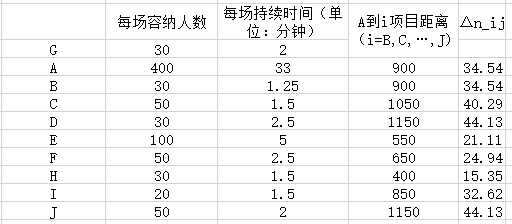 每场容纳人数 每场持续时间（单位：分钟） A到i项目距离（i=B,C,…,J) △n_ij
G 30 2
A 400 33 900 34.54
B 30 1.25 900 34.54
C 50 1.5 1050 40.29
D 30 2.5 1150 44.13
E 100 5 550 21.11
F 50 2.5 650 24.94
H 30 1.5 400 15.35
I 20 1.5 850 32.62
J 50 2 1150 44.13